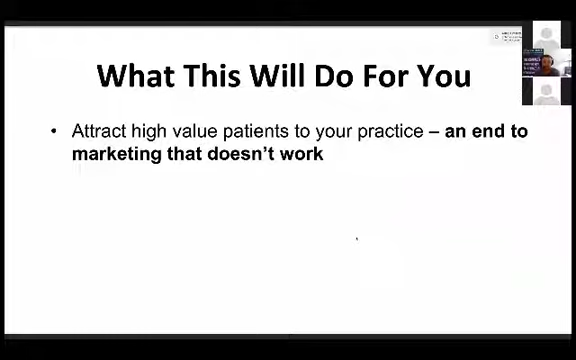 What This Will Do For You
• Attract high value patients to your practice – an end to
marketing that doesn't work